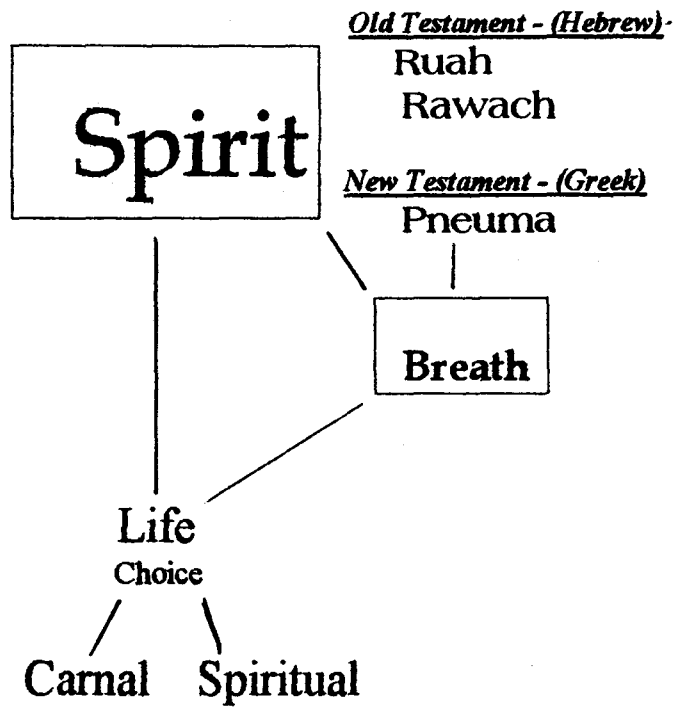 Old Testament - (Hebrew)
Ruah
Rawach
Spirit
New Testament - (Greek)
Pneuma
Breath
Life
Choice
Carnal Spiritual